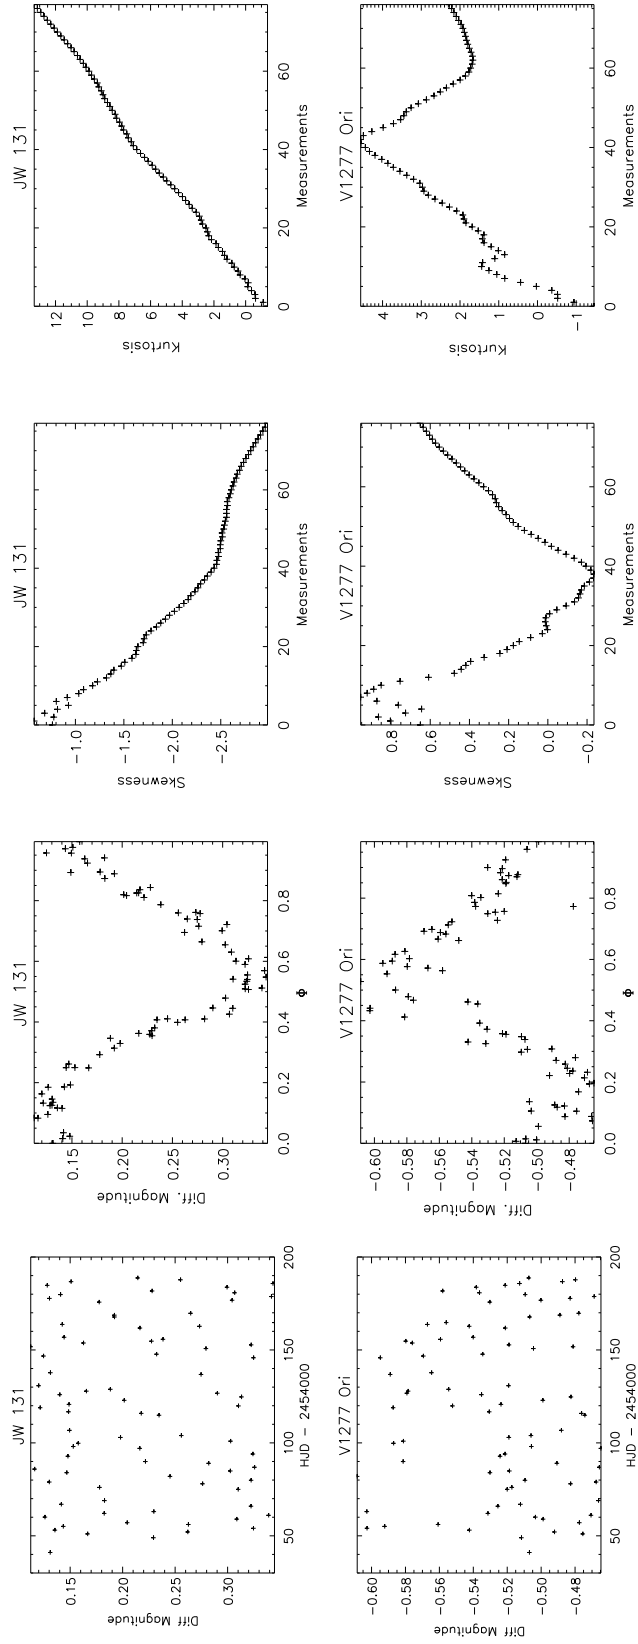 JW 131
Diff Magnitude
0.15
0.20
0.25
0.30
50 100 150 200
HJD − 2454000
JW 131
Diff. Magnitude
0.15
0.20
0.25
0.30
0.0 0.2 0.4 0.6 0.8
Φ
JW 131
Skewness
−1.0
−1.5
−2.0
−2.5
0 20 40 60
Measurements
JW 131
Kurtosis
12
10
8
6
4
2
0
0 20 40 60
Measurements
V1277 Ori
Diff Magnitude
−0.60
−0.58
−0.56
−0.54
−0.52
−0.50
−0.48
50 100 150 200
HJD − 2454000
V1277 Ori
Diff. Magnitude
−0.60
−0.58
−0.56
−0.54
−0.52
−0.50
−0.48
0.0 0.2 0.4 0.6 0.8
Φ
V1277 Ori
Skewness
0.8
0.6
0.4
0.2
0.0
−0.2
0 20 40 60
Measurements
V1277 Ori
Kurtosis
4
3
2
1
0
−1
0 20 40 60
Measurements